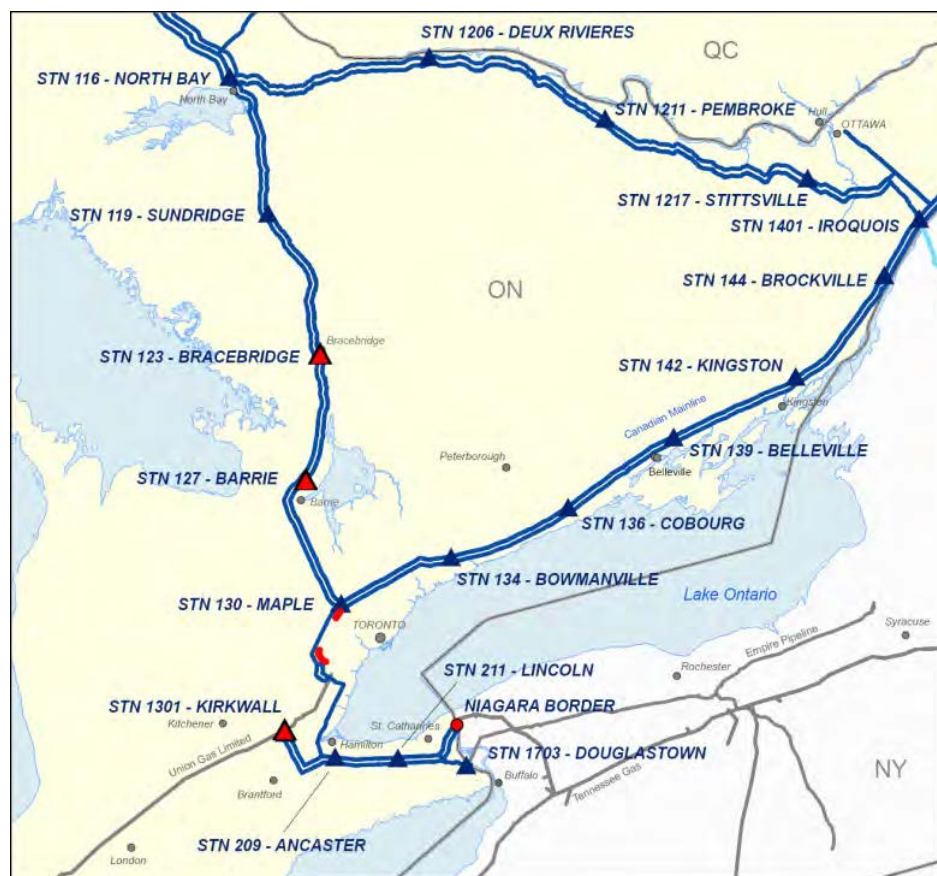 STN 1206 - DEUX RIVIERES
QC
STN 116 - NORTH BAY
North Bay
STN 1211 - PEMBROKE
Hull
OTTAWA
STN 1217 - STITTSVILLE
STN 119 - SUNDRIDGE
STN 1401 - IROQUOIS
STN 144 - BROCKVILLE
ON
Bracebridge
STN 123 - BRACEBRIDGE
STN 142 - KINGSTON
Kingston
Canadian Mainline
STN 139 - BELLEVILLE
Belleville
Peterborough
STN 127 - BARRIE
Barrie
STN 136 - COBOURG
STN 134 - BOWMANVILLE
STN 130 - MAPLE
Lake Ontario
TORONTO
Syracuse
Empire Pipeline
STN 211 - LINCOLN
Rochester
STN 1301 - KIRKWALL
NIAGARA BORDER
Kitchener
St. Catharines
Hamilton
STN 1703 - DOUGLASTOWN
Union Gas Limited
Buffalo
Tennessee Gas
NY
Brantford
STN 209 - ANCASTER
London